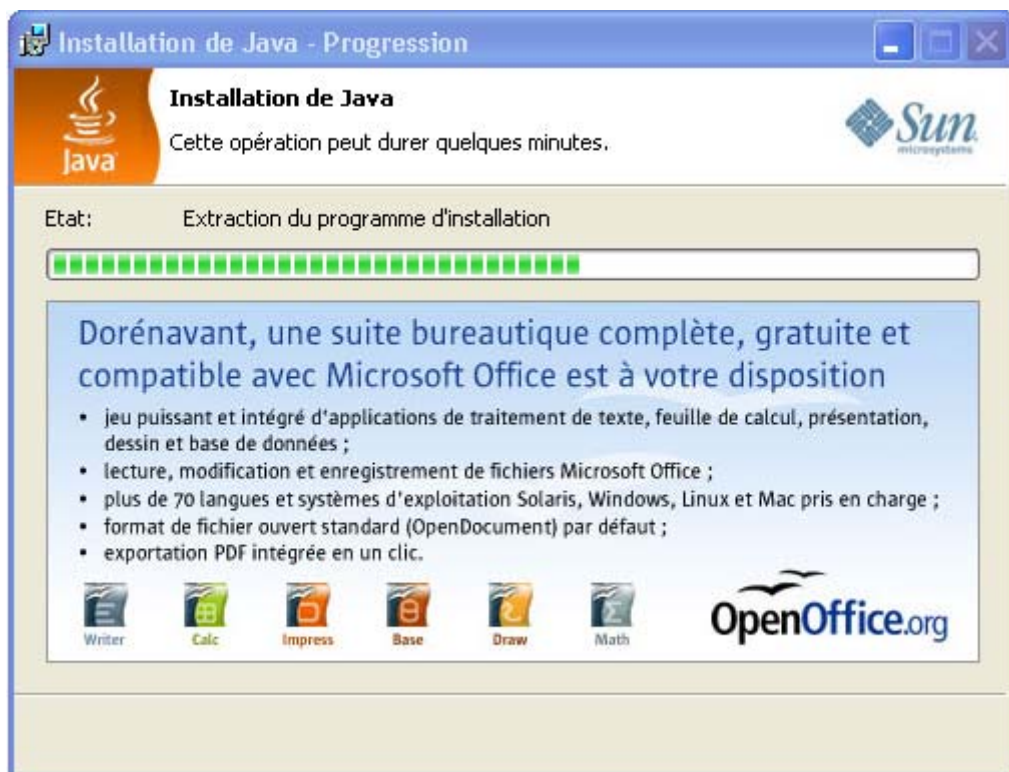 Installation de Java - Progression
Java
Installation de Java
Cette opération peut durer quelques minutes.
Sun
microsystems
Etat: Extraction du programme d'installation
Dorénavant, une suite bureautique complète, gratuite et
compatible avec Microsoft Office est à votre disposition
• jeu puissant et intégré d'applications de traitement de texte, feuille de calcul, présentation,
dessin et base de données ;
• lecture, modification et enregistrement de fichiers Microsoft Office ;
• plus de 70 langues et systèmes d'exploitation Solaris, Windows, Linux et Mac pris en charge ;
• format de fichier ouvert standard (OpenDocument) par défaut ;
• exportation PDF intégrée en un clic.
Writer Calc Impress Base Draw Math
OpenOffice.org